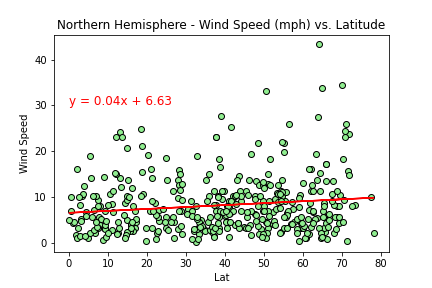 Northern Hemisphere - Wind Speed (mph) vs. Latitude
40
30
20
10
0
Wind Speed
y = 0.04x + 6.63
0 10 20 30 40 50 60 70 80
Lat